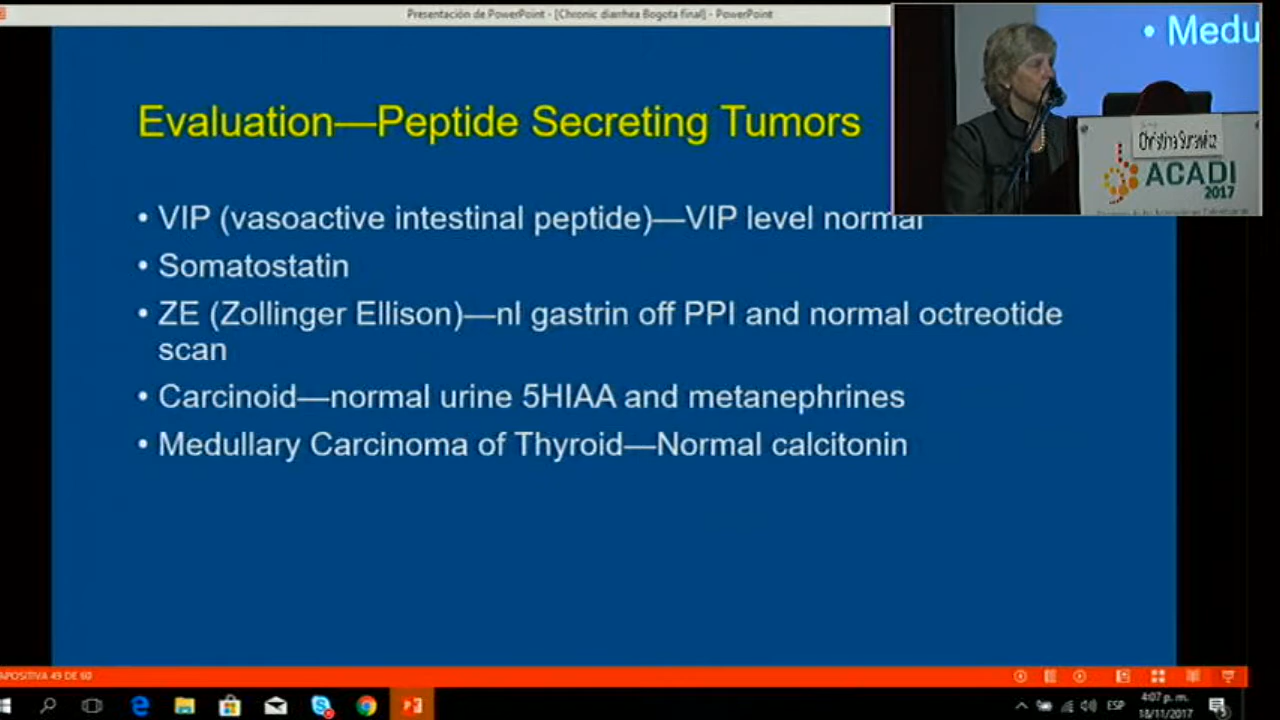 Presentación de PowerPoint - [Chronic diarrhea Bogota final] - PowerPoint
• Medu
Christina Surawicz
ACADI
2017
Evaluation—Peptide Secreting Tumors
• VIP (vasoactive intestinal peptide)—VIP level normal
• Somatostatin
• ZE (Zollinger Ellison)—nl gastrin off PPI and normal octreotide
scan
• Carcinoid—normal urine 5HIAA and metanephrines
• Medullary Carcinoma of Thyroid—Normal calcitonin
APOSITIVA 49 DE 60
ESP
4:07 p. m.
18/11/2017